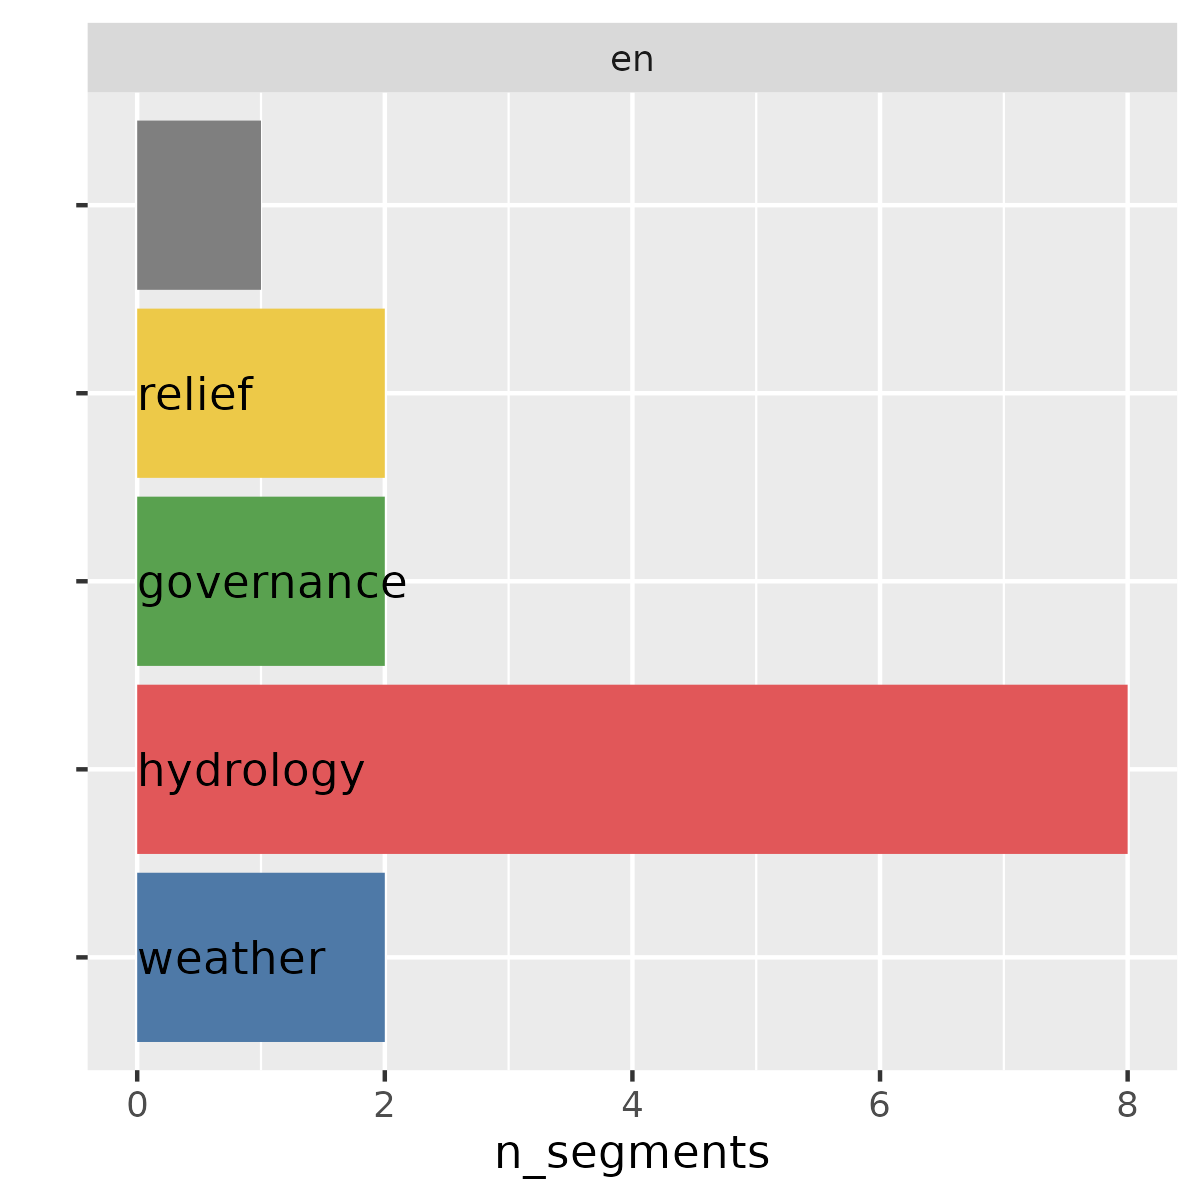 en
relief
governance
hydrology
weather
0 2 4 6 8
n_segments